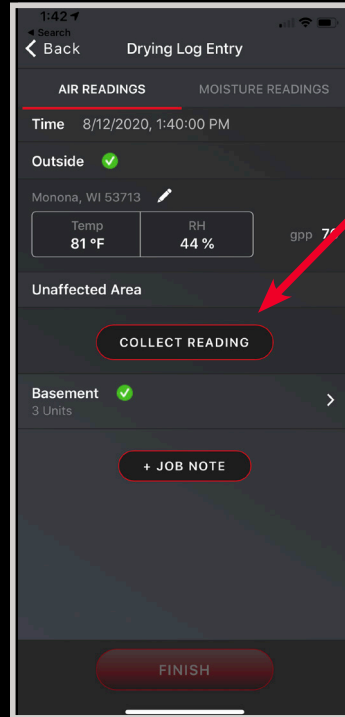 1:42
Search
Back Drying Log Entry
AIR READINGS MOISTURE READINGS
Time 8/12/2020, 1:40:00 PM
Outside
Monona, WI 53713
Temp RH
81 °F 44 % gpp
Unaffected Area
COLLECT READING
Basement
3 Units
+ JOB NOTE
FINISH